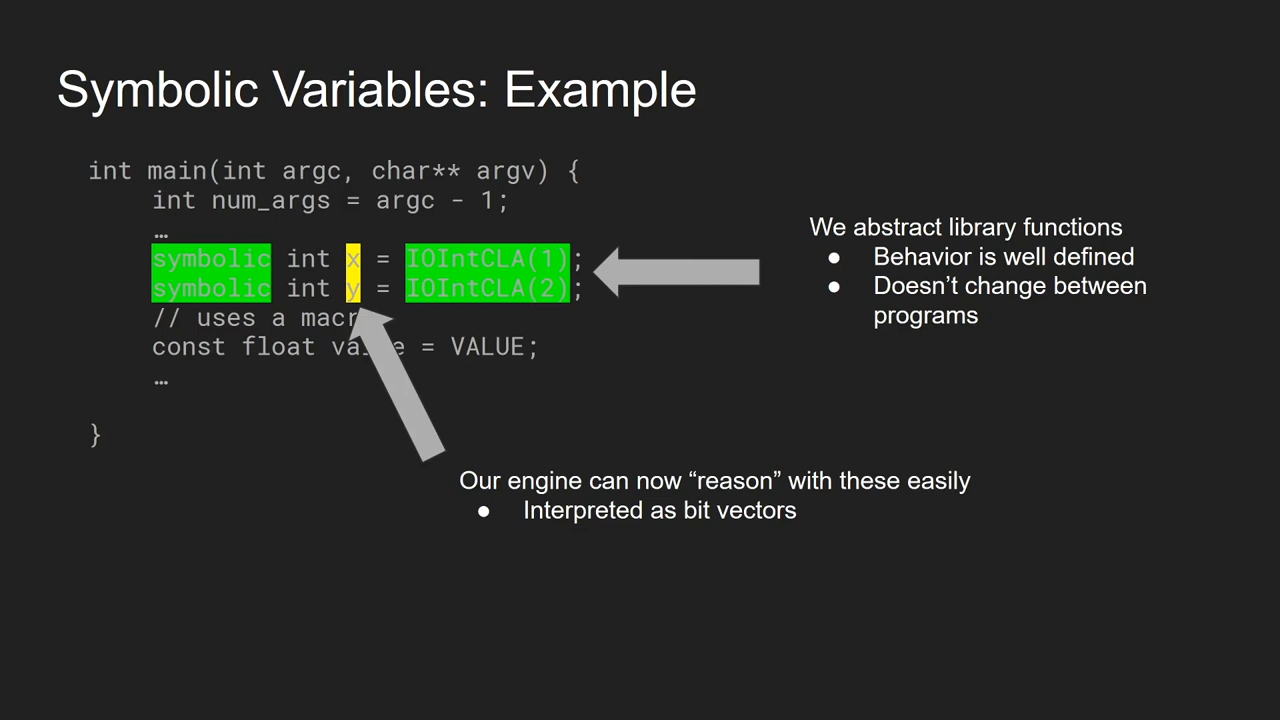 Symbolic Variables: Example
int main(int argc, char** argv) {
int num_args = argc - 1;
…
symbolic int x = IOIntCLA(1);
symbolic int y = IOIntCLA(2);
// uses a macr
const float va e = VALUE;
…
}
We abstract library functions
● Behavior is well defined
● Doesn’t change between
programs
Our engine can now “reason” with these easily
● Interpreted as bit vectors